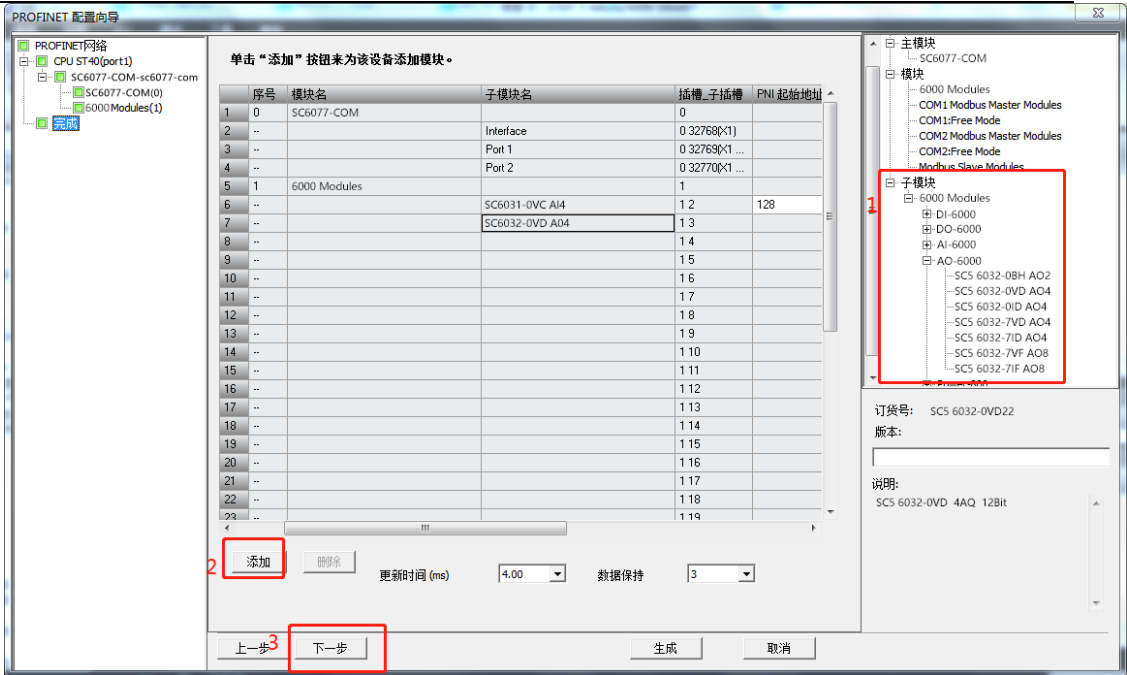 PROFINET 配置向导
PROFINET网络
CPU ST40(port1)
SC6077-COM-sc6077-com
SC6077-COM(0)
6000 Modules(1)
完成
单击“添加”按钮来为该设备添加模块。
序号 模块名 子模块名 插槽_子插槽 PNI 起始地址
1 0 SC6077-COM 0
2 -- Interface 0 32768(X1)
3 -- Port 1 0 32769(X1 ...
4 -- Port 2 0 32770(X1 ...
5 1 6000 Modules 1
6 -- SC6031-0VC AI4 1 2 128
7 -- SC6032-0VD A04 1 3
8 -- 1 4
9 -- 1 5
10 -- 1 6
11 -- 1 7
12 -- 1 8
13 -- 1 9
14 -- 1 10
15 -- 1 11
16 -- 1 12
17 -- 1 13
18 -- 1 14
19 -- 1 15
20 -- 1 16
21 -- 1 17
22 -- 1 18
23 -- 1 19
2 添加 删除
更新时间 (ms) 4.00 数据保持 3
上一步 3 下一步 生成 取消
主模块
SC6077-COM
模块
6000 Modules
COM1 Modbus Master Modules
COM1:Free Mode
COM2 Modbus Master Modules
COM2:Free Mode
Modbus Slave Modules
1 子模块
6000 Modules
DI-6000
DO-6000
AI-6000
AO-6000
SC5 6032-0BH AO2
SC5 6032-0VD AO4
SC5 6032-0ID AO4
SC5 6032-7VD AO4
SC5 6032-7ID AO4
SC5 6032-7VF AO8
SC5 6032-7IF AO8
订货号: SC5 6032-0VD22
版本:
说明:
SC5 6032-0VD 4AQ 12Bit